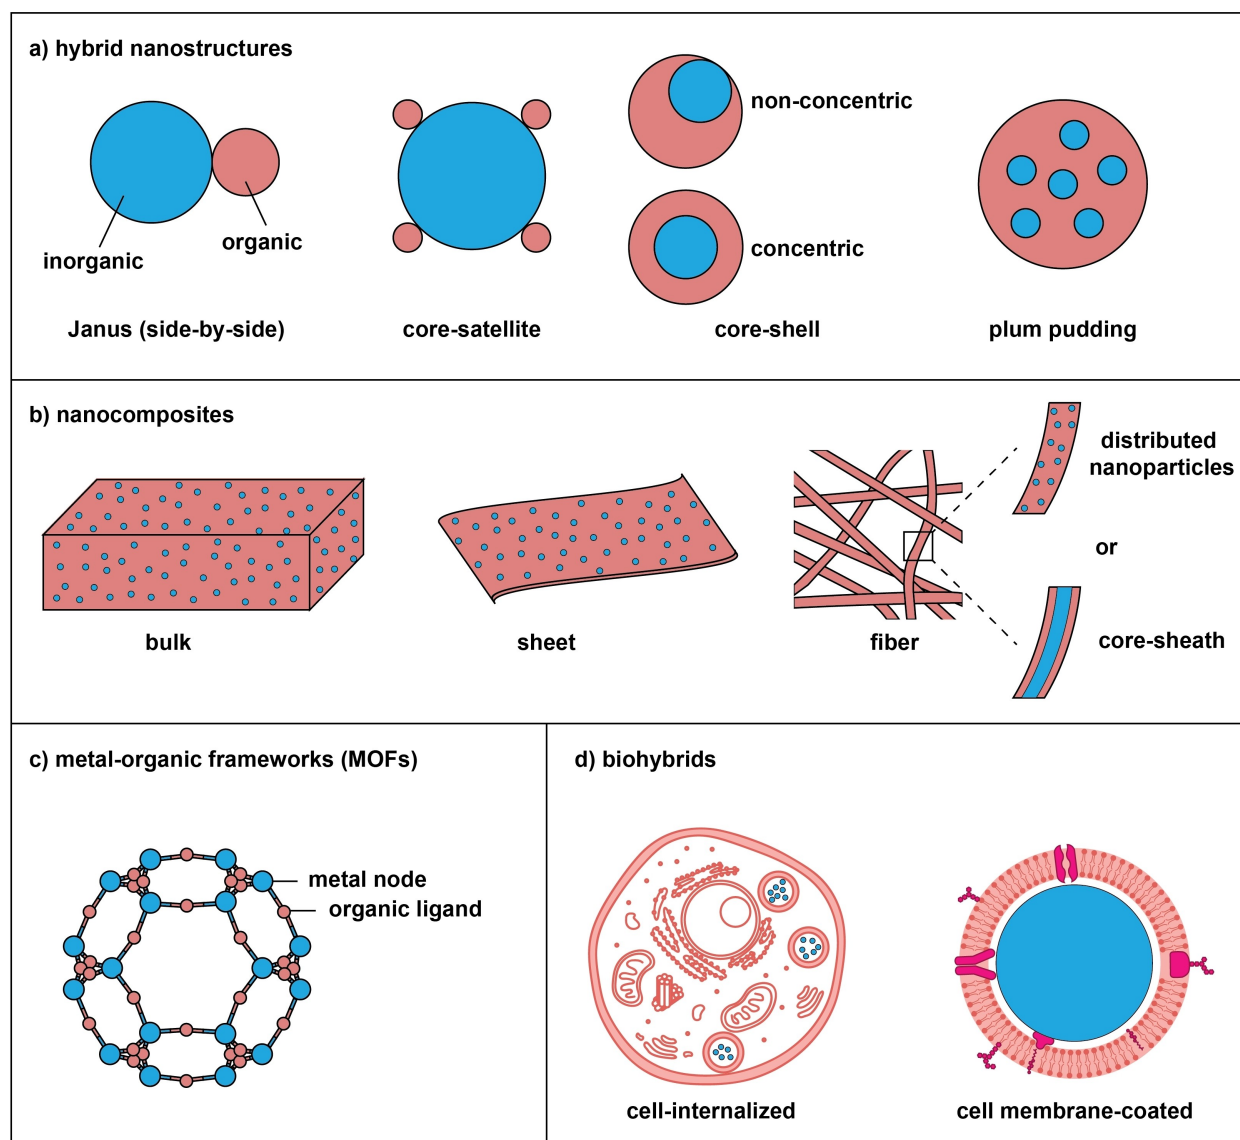 a) hybrid nanostructures
inorganic
organic
non-concentric
concentric
Janus (side-by-side)
core-satellite
core-shell
plum pudding
b) nanocomposites
distributed
nanoparticles
or
core-sheath
bulk
sheet
fiber
c) metal-organic frameworks (MOFs)
metal node
organic ligand
d) biohybrids
cell-internalized
cell membrane-coated